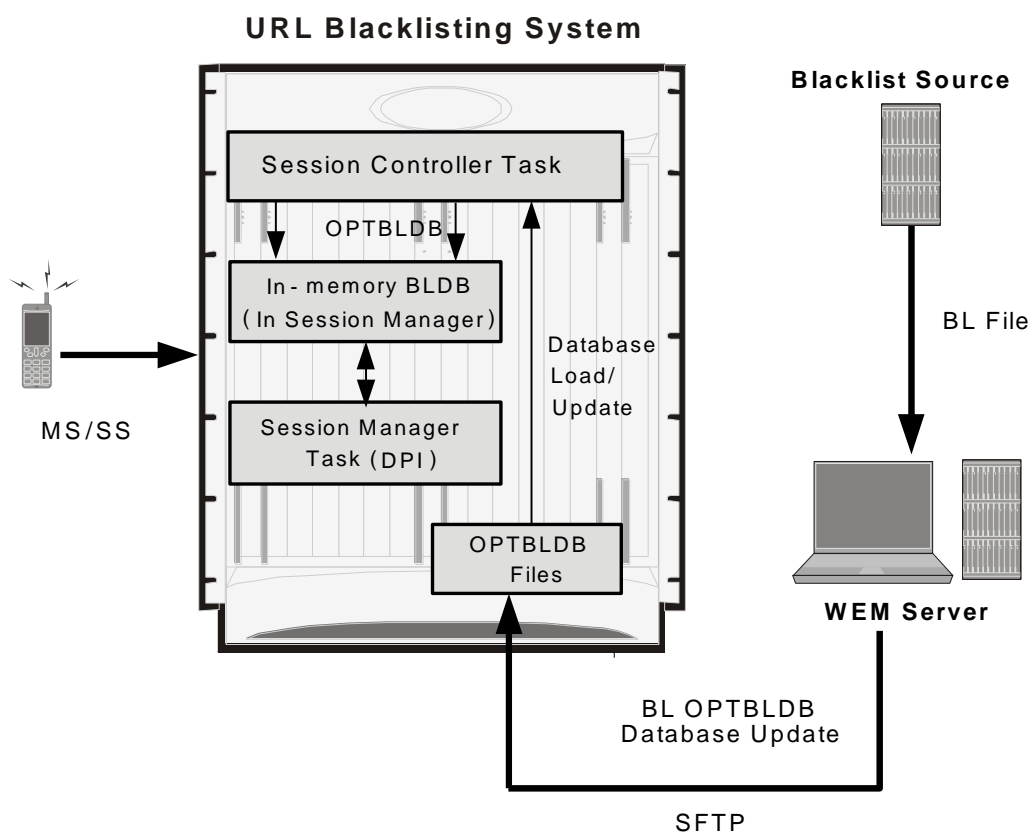 URL Blacklisting System
Blacklist Source
Session Controller Task
OPTBLDB
In-memory BLDB
(In Session Manager)
BL File
Database
Load/
Update
MS/SS
Session Manager
Task (DPI)
OPTBLDB
Files
WEM Server
BL OPTBLDB
Database Update
SFTP